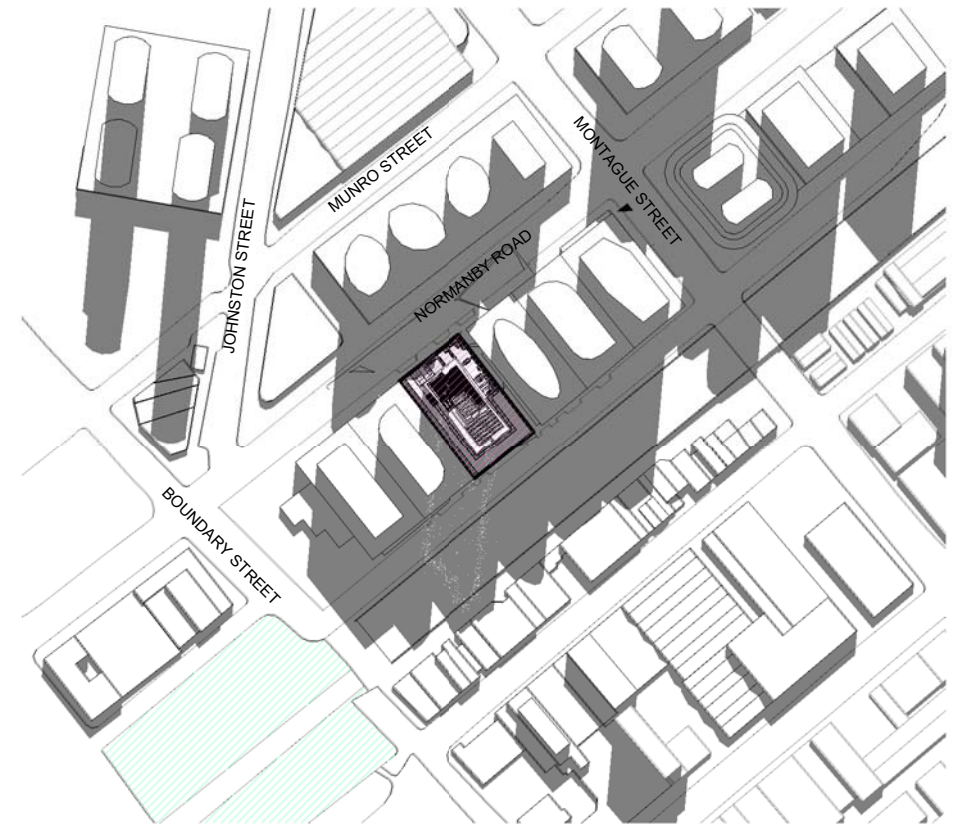 MUNRO STREET
MONTAGUE STREET
JOHNSTON STREET
NORMANBY ROAD
BOUNDARY STREET